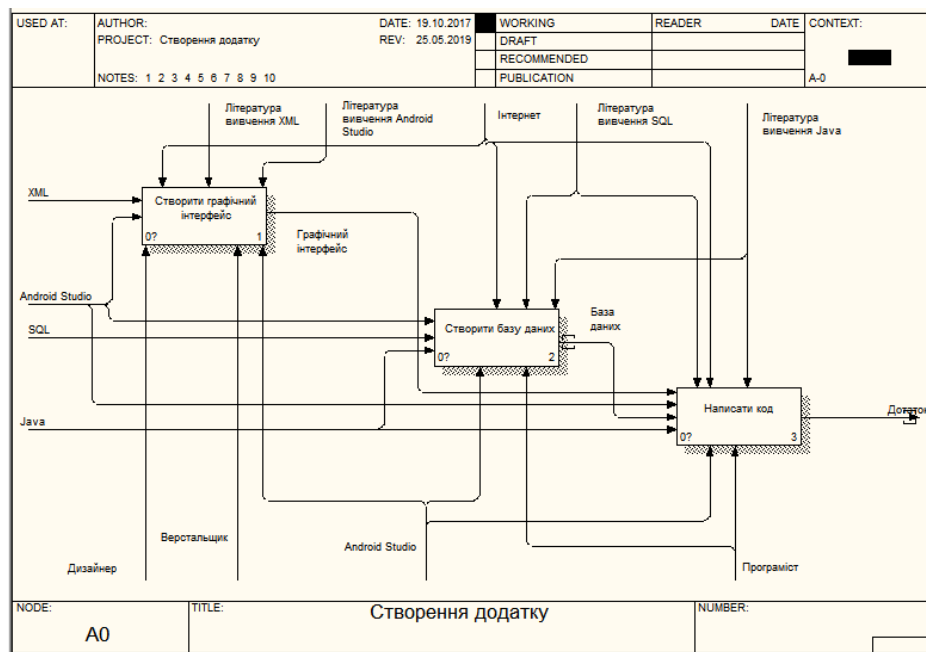 USED AT:
AUTHOR:
DATE: 19.10.2017
WORKING
READER
DATE
CONTEXT:
PROJECT: Створення додатку
REV: 25.05.2019
DRAFT
RECOMMENDED
NOTES: 1 2 3 4 5 6 7 8 9 10
PUBLICATION
A-0
Література
вивчення XML
Література
вивчення Android
Studio
Інтернет
Література
вивчення SQL
Література
вивчення Java
XML
Створити графічний
інтерфейс
0?
1
Графічний
інтерфейс
Android Studio
SQL
Створити базу даних
0?
2
База
даних
Java
Написати код
0?
3
Дотаток
Верстальщик
Дизайнер
Android Studio
Програміст
NODE:
TITLE:
NUMBER:
A0
Створення додатку